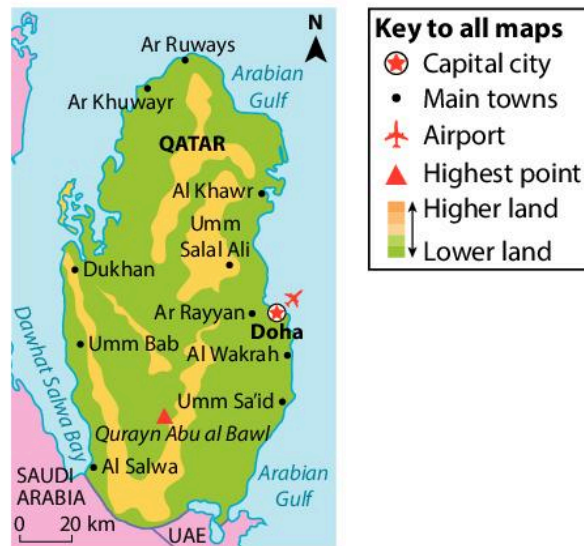 N
Ar Ruways
Arabian
Gulf
Ar Khuwayr
QATAR
Al Khawr
Umm
Salal Ali
Dukhan
Ar Rayyan
Doha
Umm Bab
Al Wakrah
Dawhat Salwa Bay
Umm Sa'id
Qurayn Abu al Bawl
Al Salwa
SAUDI
ARABIA
Arabian
Gulf
0 20 km
UAE
Key to all maps
Capital city
Main towns
Airport
Highest point
Higher land
Lower land